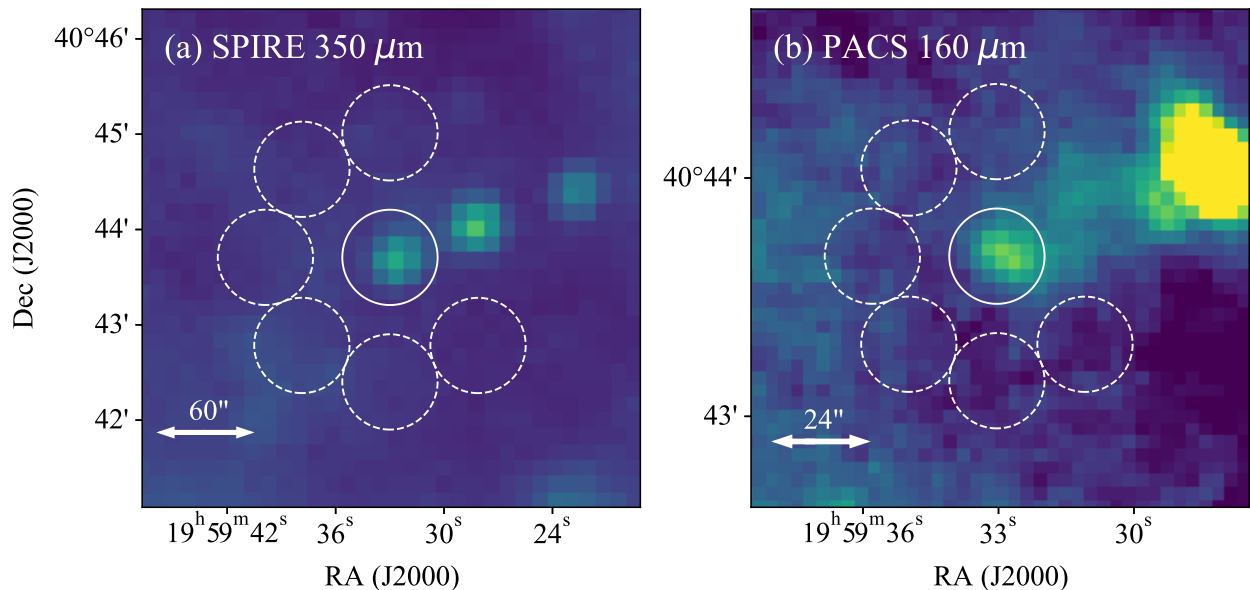 (a) SPIRE 350 μm
40°46'
45'
44'
43'
42'
Dec (J2000)
60"
19ʰ59ᵐ42ˢ 36ˢ 30ˢ 24ˢ
RA (J2000)
(b) PACS 160 μm
40°44'
43'
24"
19ʰ59ᵐ36ˢ 33ˢ 30ˢ
RA (J2000)